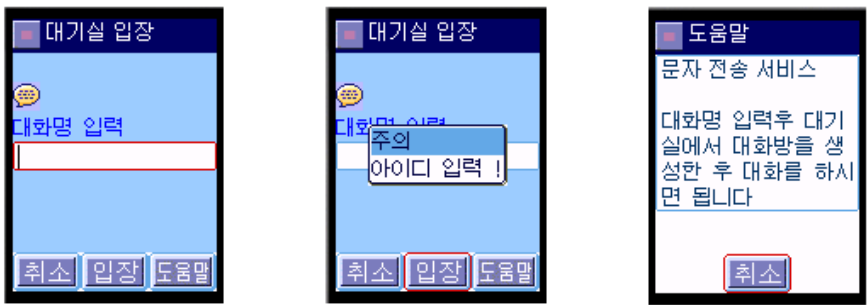 대기실 입장
대화명 입력
취소 입장 도움말
대기실 입장
대화명 입력
주의
아이디 입력 !
취소 입장 도움말
도움말
문자 전송 서비스
대화명 입력후 대기
실에서 대화방을 생
성한 후 대화를 하시
면 됩니다
취소